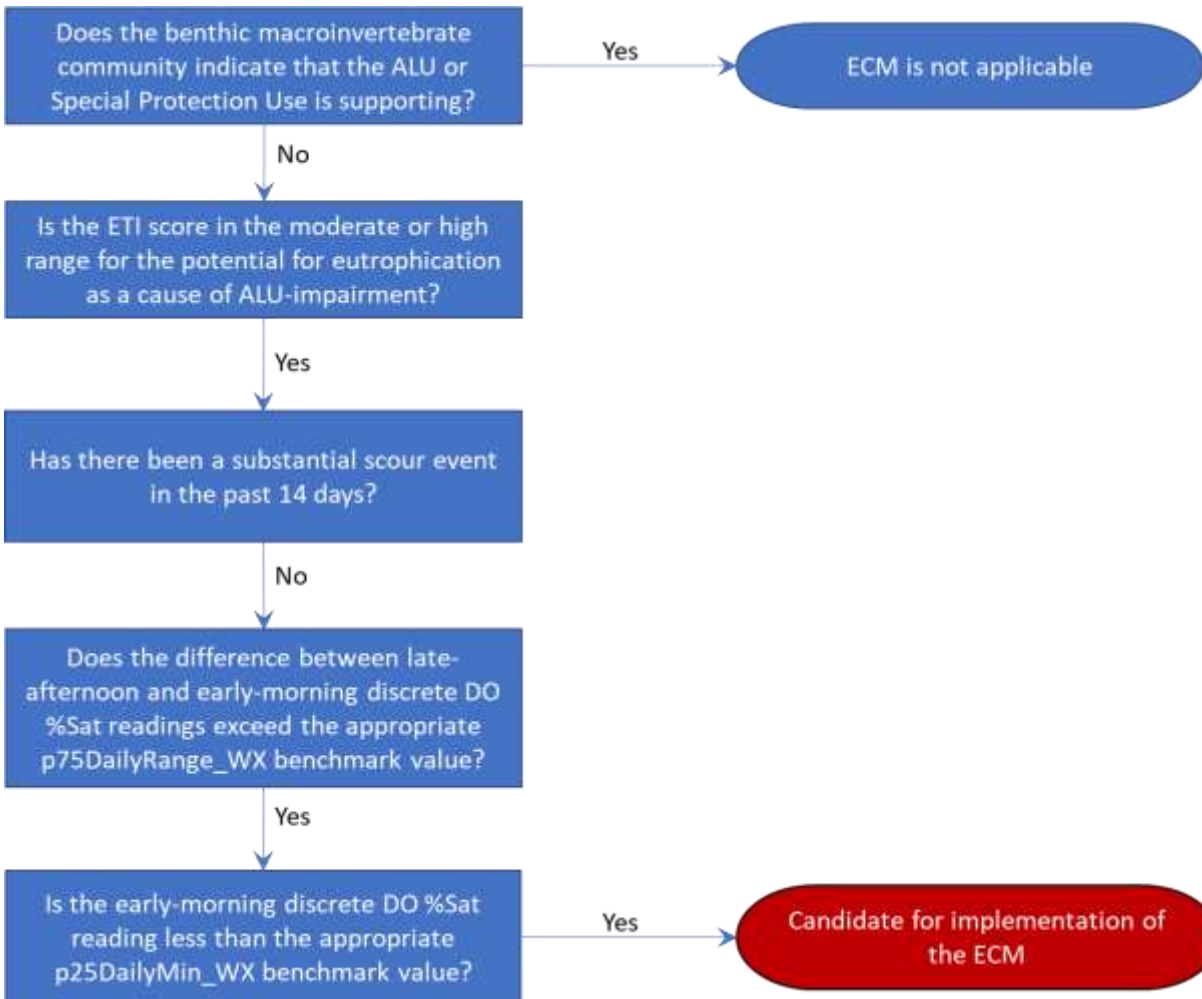 Does the benthic macroinvertebrate
community indicate that the ALU or
Special Protection Use is supporting?
Yes
ECM is not applicable
No
Is the ETI score in the moderate or high
range for the potential for eutrophication
as a cause of ALU-impairment?
Yes
Has there been a substantial scour event
in the past 14 days?
No
Does the difference between late-
afternoon and early-morning discrete DO
%Sat readings exceed the appropriate
p75DailyRange_WX benchmark value?
Yes
Is the early-morning discrete DO %Sat
reading less than the appropriate
p25DailyMin_WX benchmark value?
Yes
Candidate for implementation of
the ECM